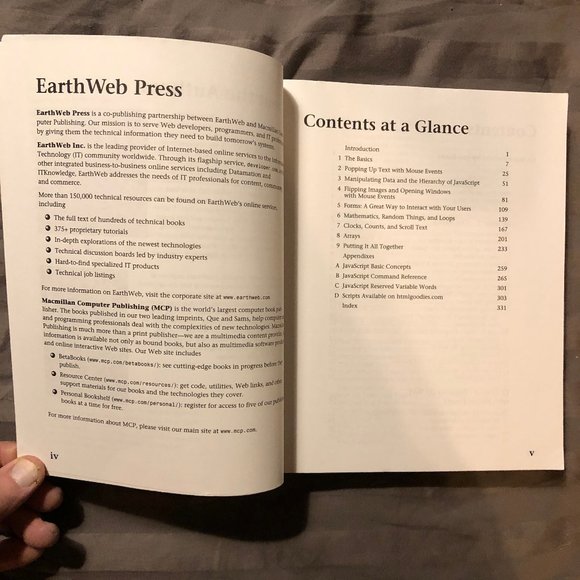 EarthWeb Press
EarthWeb Press is a co-publishing partnership between EarthWeb and Macmillan
puter Publishing. Our mission is to serve Web developers, programmers, and IT
by giving them the technical information they need to build tomorrow's systems.
EarthWeb Inc. is the leading provider of Internet-based online services to the
Technology (IT) community worldwide. Through its flagship service, developer.com, and
other integrated business-to-business online services including Datamation and
ITKnowledge, EarthWeb addresses the needs of IT professionals for content,
and commerce.
More than 150,000 technical resources can be found on EarthWeb's online services,
including
The full text of hundreds of technical books
375+ proprietary tutorials
In-depth explorations of the newest technologies
Technical discussion boards led by industry experts
Hard-to-find specialized IT products
Technical job listings
For more information on EarthWeb, visit the corporate site at www.earthweb.com
Macmillan Computer Publishing (MCP) is the world's largest computer book
lisher. The books published in our two leading imprints, Que and Sams, help
and programming professionals deal with the complexities of new technologies.
Publishing is much more than a print publisher—we are a multimedia content
information is available not only as bound books, but also as multimedia software
and online interactive Web sites. Our Web site includes
BetaBooks (www.mcp.com/betabooks/): see cutting-edge books in progress before
publish.
Resource Center (www.mcp.com/resources/): get code, utilities, Web links, and other
support materials for our books and the technologies they cover.
Personal Bookshelf (www.mcp.com/personal/): register for access to five of our
books at a time for free.
For more information about MCP, please visit our main site at www.mcp.com.
iv
Contents at a Glance
Introduction 1
1 The Basics 7
2 Popping Up Text with Mouse Events 25
3 Manipulating Data and the Hierarchy of JavaScript 51
4 Flipping Images and Opening Windows
with Mouse Events 81
5 Forms: A Great Way to Interact with Your Users 109
6 Mathematics, Random Things, and Loops 139
7 Clocks, Counts, and Scroll Text 167
8 Arrays 201
9 Putting It All Together 233
Appendixes
A JavaScript Basic Concepts 259
B JavaScript Command Reference 265
C JavaScript Reserved Variable Words 301
D Scripts Available on htmlgoodies.com 303
Index 331
v